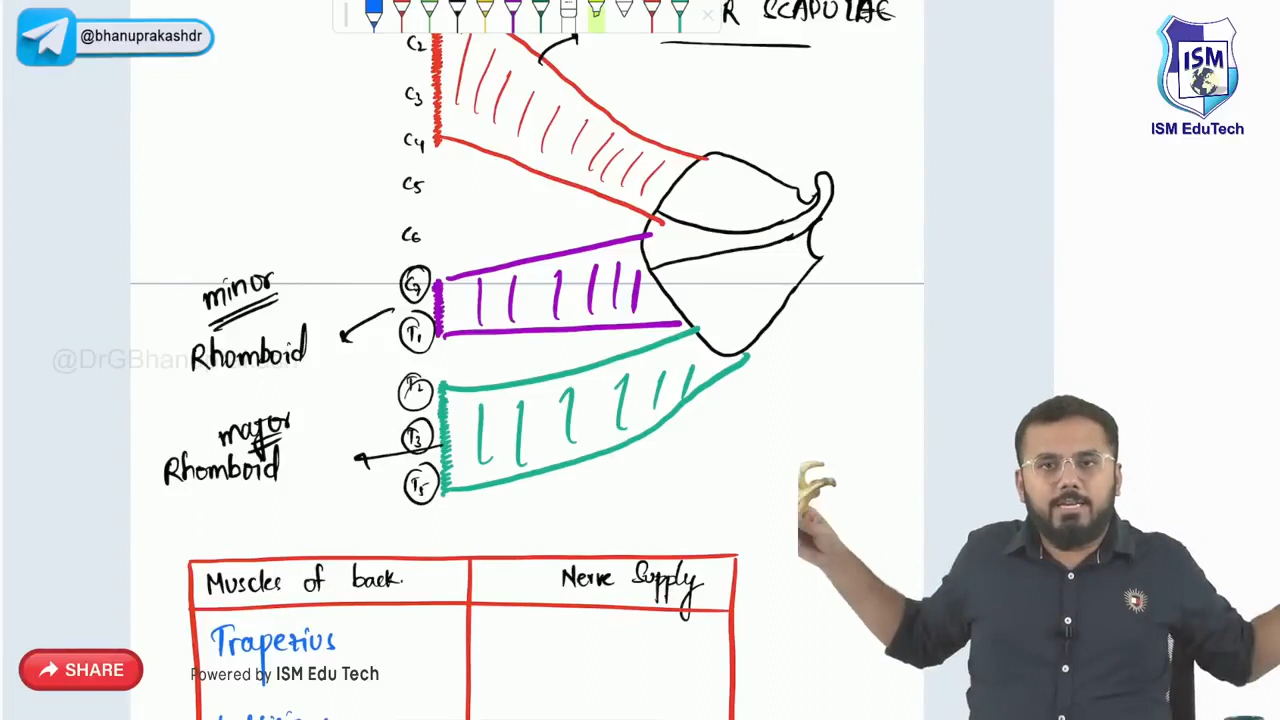 @bhanuprakashdr
R SCAPULAE
ISM
ISM EduTech
C2
C3
C4
C5
C6
C7
T1
T2
T3
T5
minor
Rhomboid
@DrGBhan
major
Rhomboid
Muscles of back.
Nerve Supply
Trapezius
Powered by ISM Edu Tech
SHARE